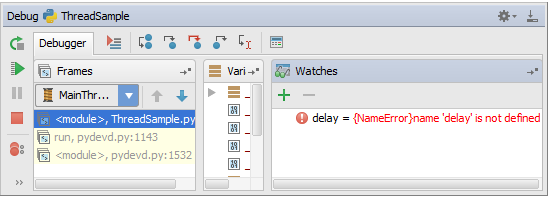 Debug ThreadSample
Debugger
Frames
Vari
Watches
MainThr...
<module>, ThreadSample.py
run, pydevd.py:1143
<module>, pydevd.py:1532
delay = {NameError}name 'delay' is not defined